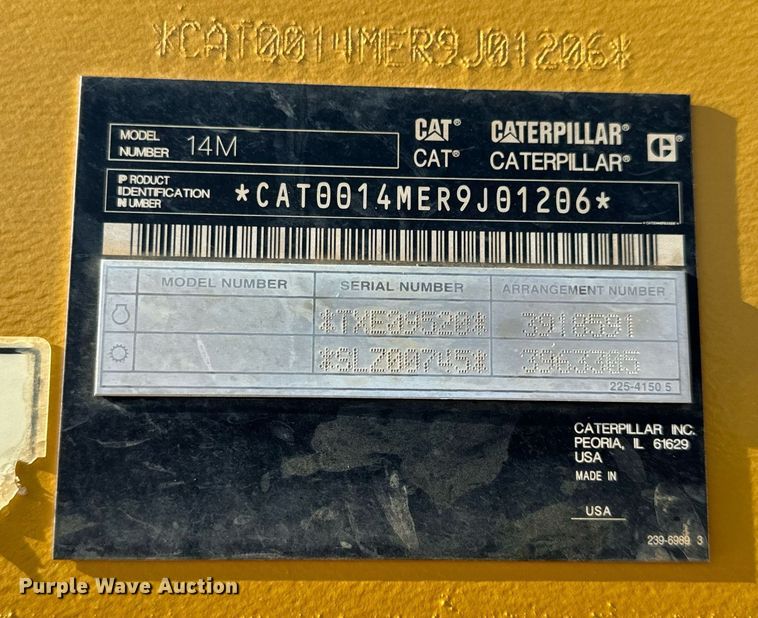 *CAT0014MER9J01206*
MODEL NUMBER 14M
CAT® CATERPILLAR®
CAT® CATERPILLAR®
PRODUCT IDENTIFICATION NUMBER *CAT0014MER9J01206*
MODEL NUMBER SERIAL NUMBER ARRANGEMENT NUMBER
*TXE09520* 3918591
*SLZ00745* 3963305
225-4150 5
CATERPILLAR INC.
PEORIA, IL 61629
USA
MADE IN
USA
239-6989 3
Purple Wave Auction